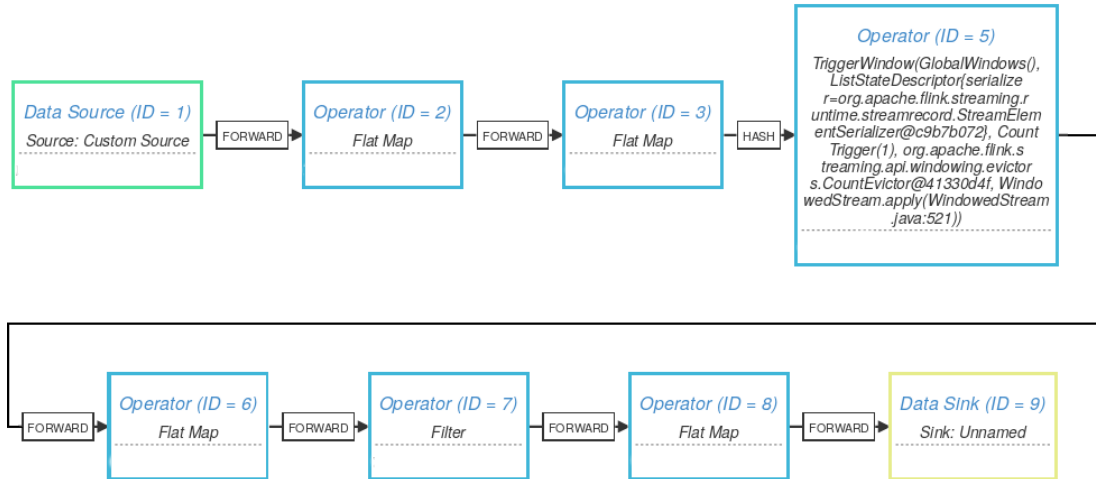 Data Source (ID = 1)
Source: Custom Source
FORWARD
Operator (ID = 2)
Flat Map
FORWARD
Operator (ID = 3)
Flat Map
HASH
Operator (ID = 5)
TriggerWindow(GlobalWindows(),
ListStateDescriptor{serialize
r=org.apache.flink.streaming.r
untime.streamrecord.StreamElem
entSerializer@c9b7b072}, Count
Trigger(1), org.apache.flink.s
treaming.api.windowing.evictor
s.CountEvictor@41330d4f, Windo
wedStream.apply(WindowedStream
.java:521))
FORWARD
Operator (ID = 6)
Flat Map
FORWARD
Operator (ID = 7)
Filter
FORWARD
Operator (ID = 8)
Flat Map
FORWARD
Data Sink (ID = 9)
Sink: Unnamed